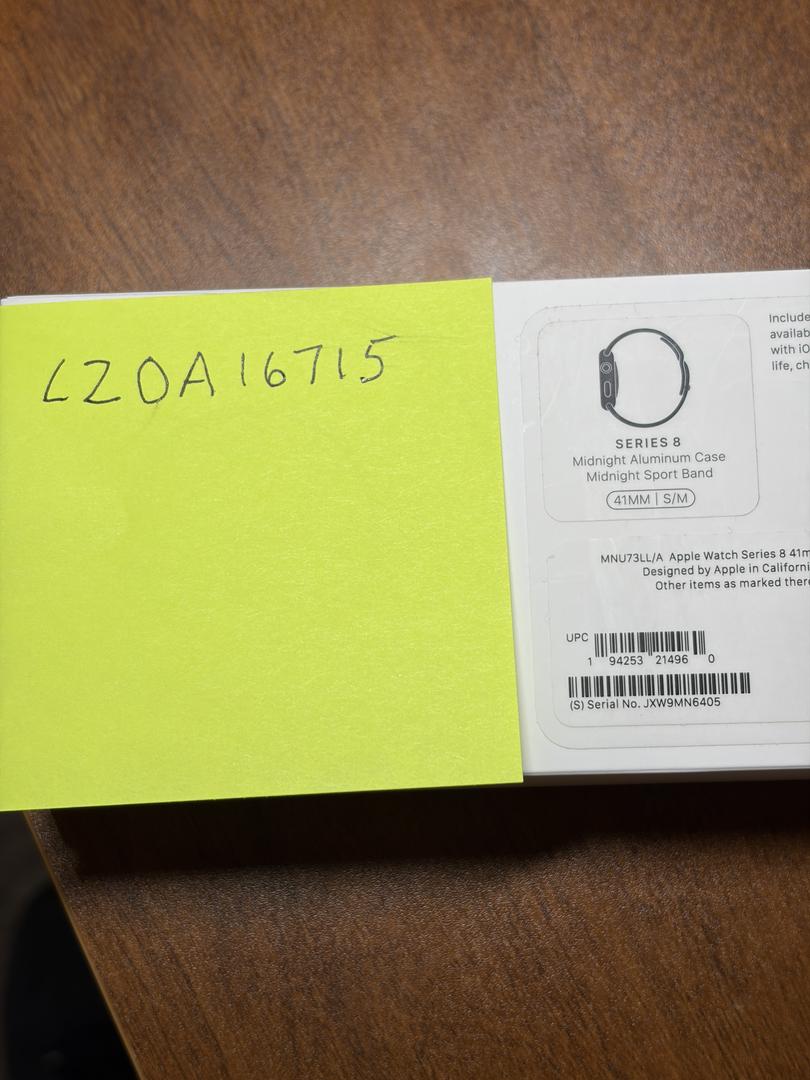 LZ0A16715
Include
availab
with iO
life, ch
SERIES 8
Midnight Aluminum Case
Midnight Sport Band
41MM | S/M
MNU73LL/A Apple Watch Series 8 41m
Designed by Apple in Californi
Other items as marked there
UPC
1 94253 21496 0
(S) Serial No. JXW9MN6405